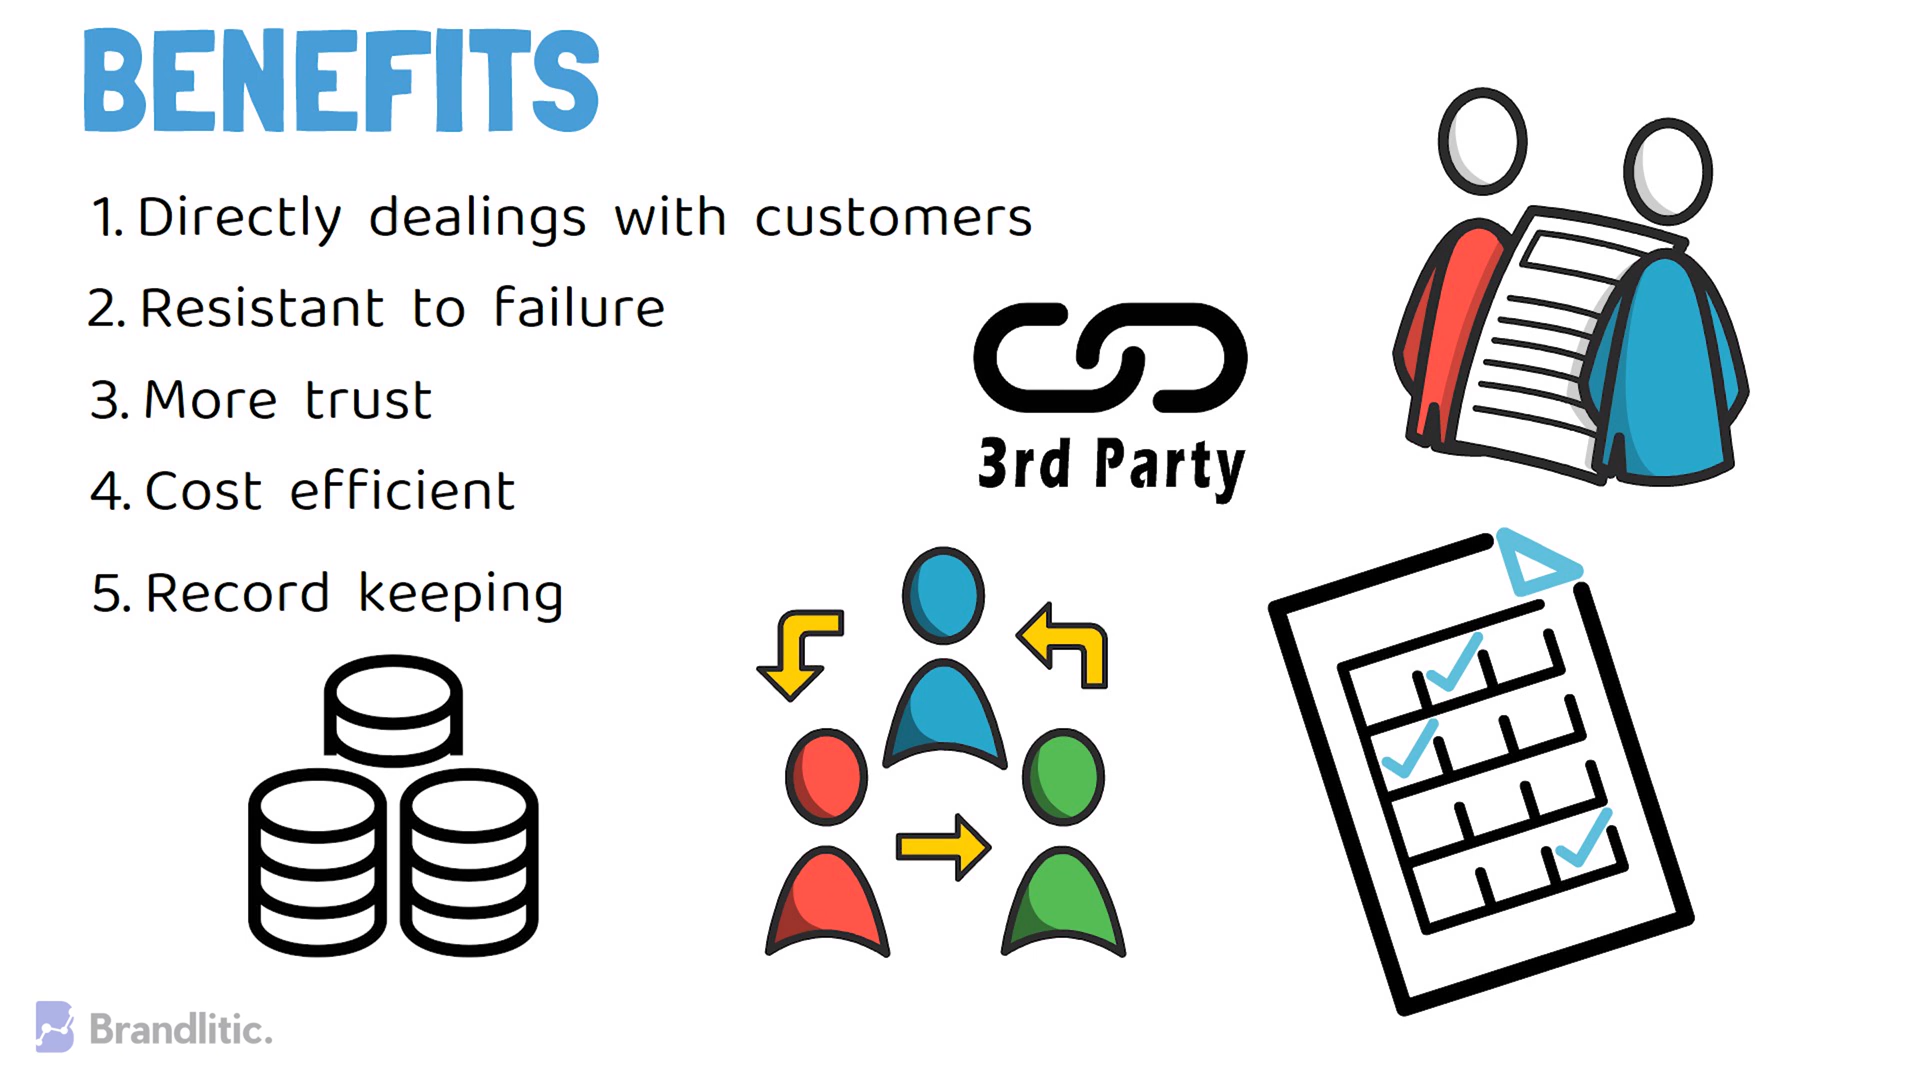 BENEFITS
1. Directly dealings with customers
2. Resistant to failure
3. More trust
4. Cost efficient
5. Record keeping
3rd Party
Brandlitic.